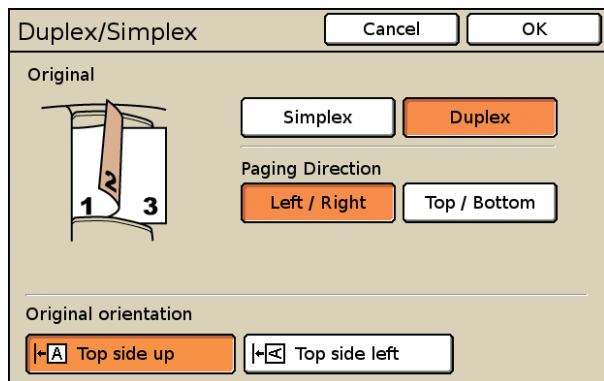 Duplex/Simplex Cancel OK
Original
Simplex Duplex
Paging Direction
Left / Right Top / Bottom
1 2 3
Original orientation
A Top side up A Top side left